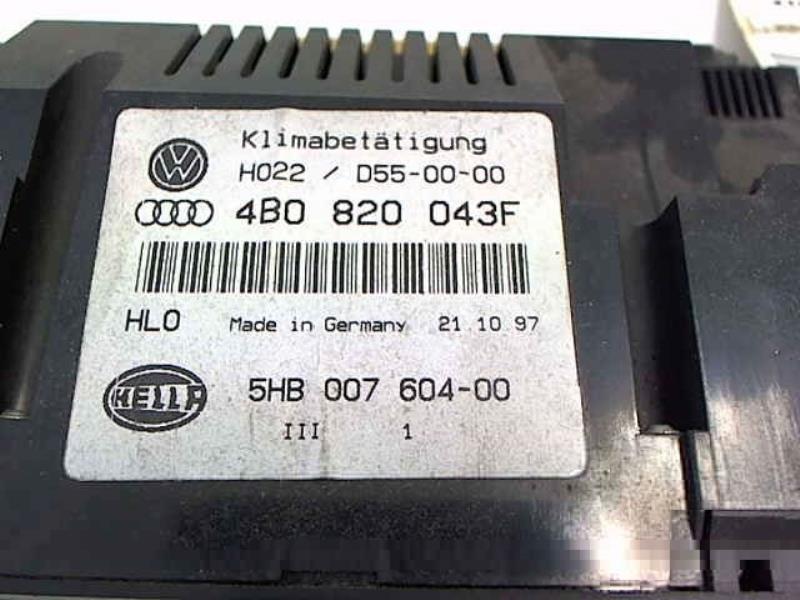 Klimabetätigung
H022 / D55-00-00
4B0 820 043F
HLO Made in Germany 21.10.97
HELLA 5HB 007 604-00
III 1